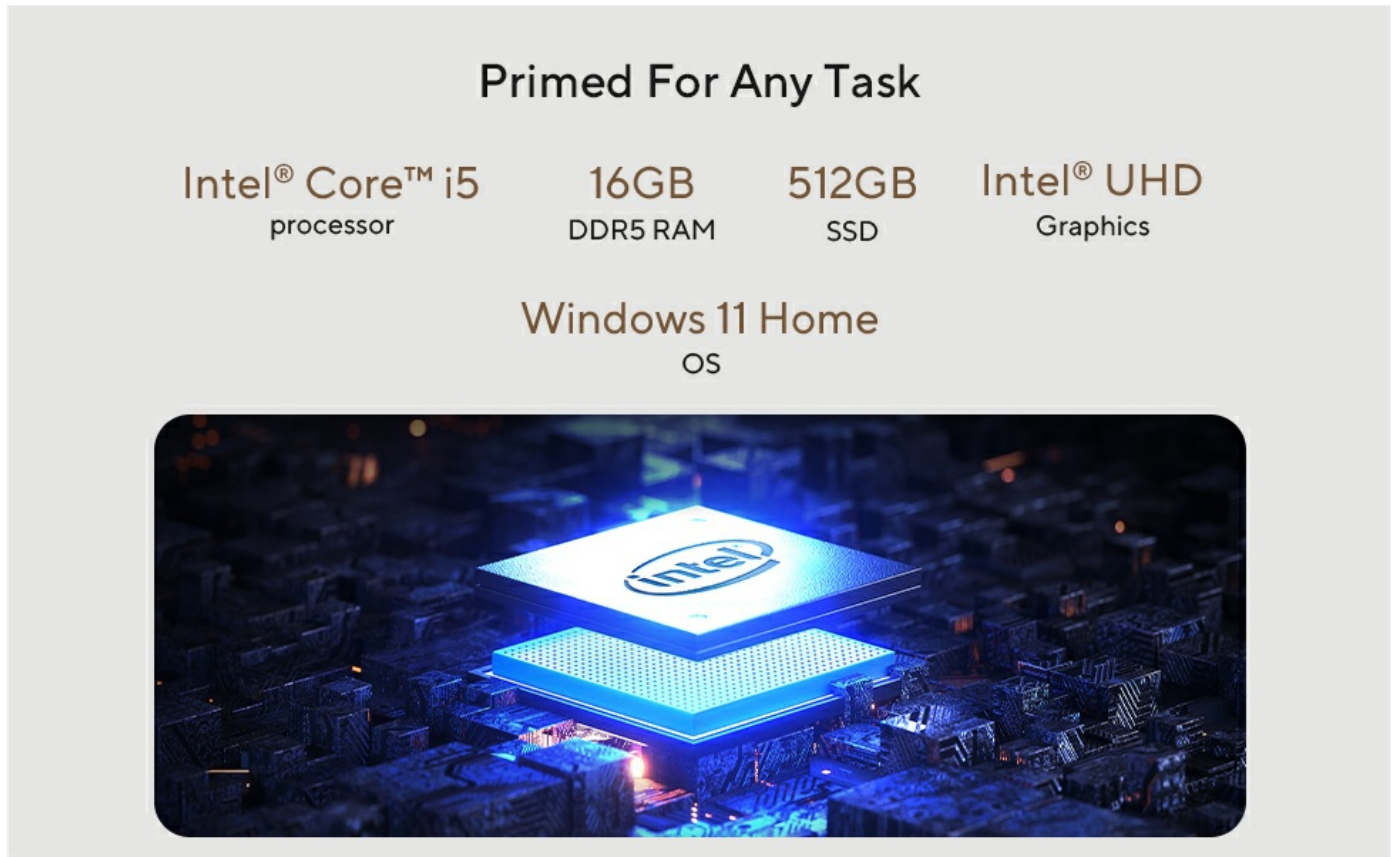 Primed For Any Task
Intel® Core™ i5
processor
16GB
DDR5 RAM
512GB
SSD
Intel® UHD
Graphics
Windows 11 Home
OS
intel